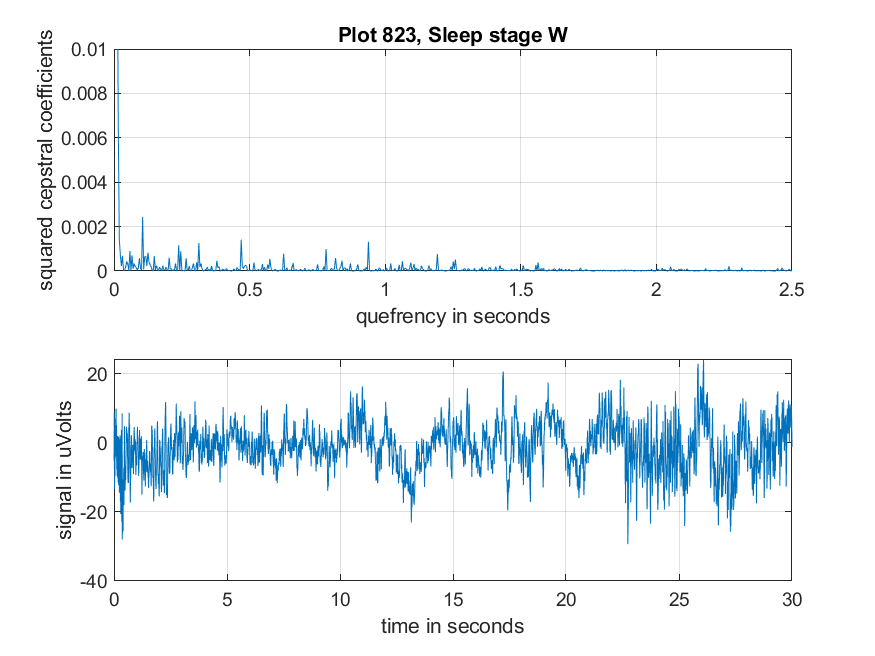 Plot 823, Sleep stage W
squared cepstral coefficients
0.01
0.008
0.006
0.004
0.002
0
0 0.5 1 1.5 2 2.5
quefrency in seconds
signal in uVolts
20
0
-20
-40
0 5 10 15 20 25 30
time in seconds